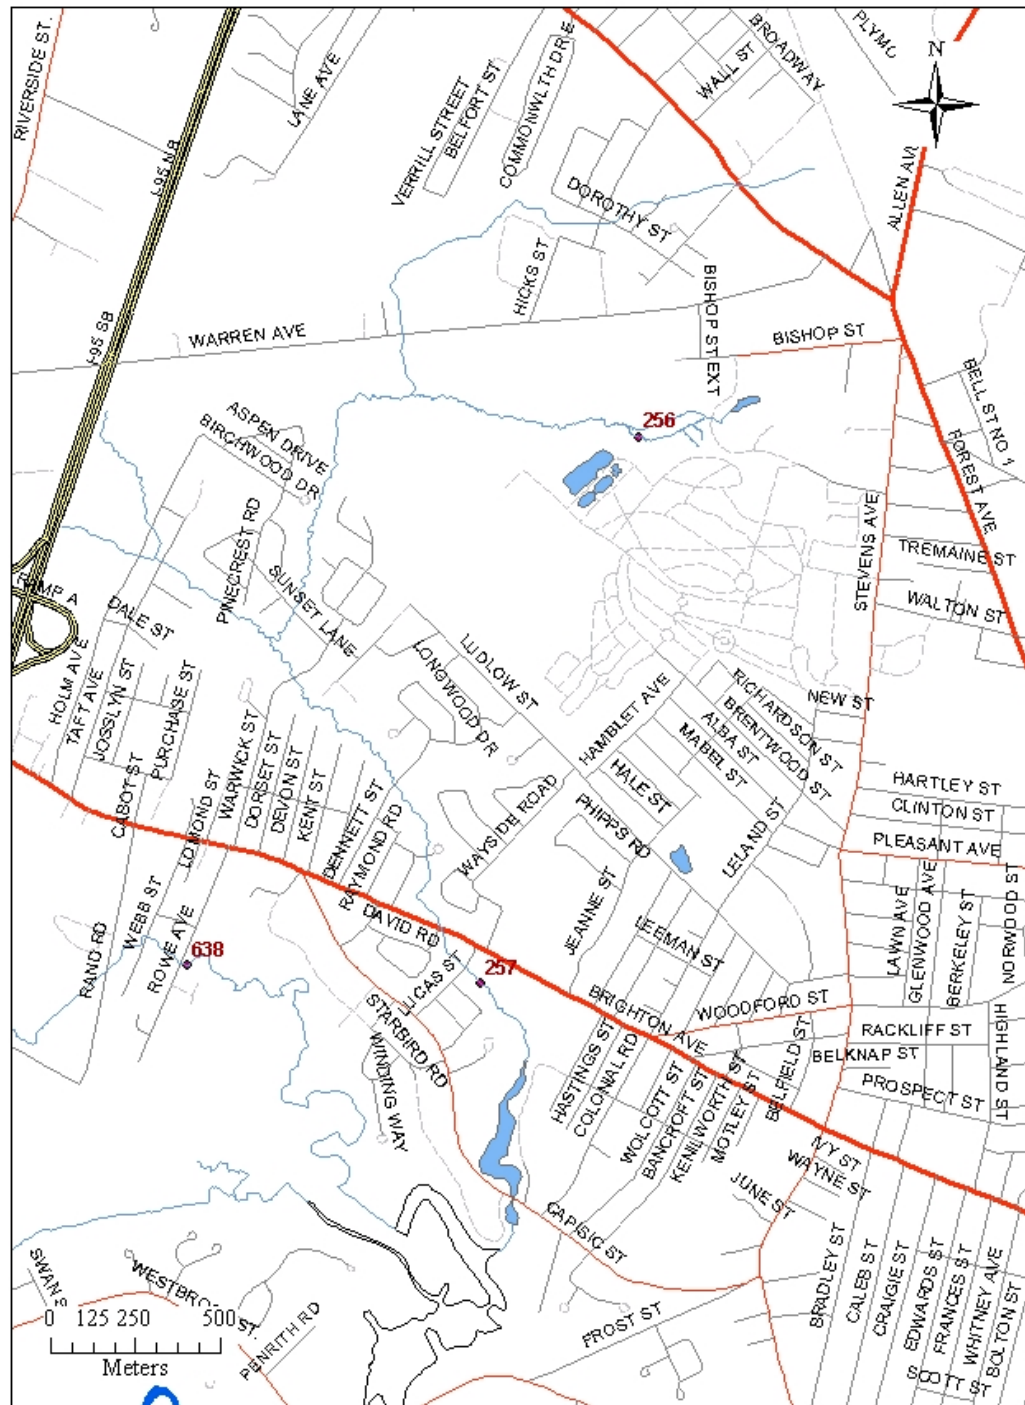 RIVERSIDE ST.
LANE AVE
VERRILL STREET
BELFORT ST
COMMONWLTH DR E
WALL ST
BROADWAY
PLYMO
N
I-95 NB
ALLEN AV
DOROTHY ST
HICKS ST
BISHOP ST EXT
I-95 SB
WARREN AVE
BISHOP ST
BELL ST NO 1
256
ASPEN DRIVE
BIRCHWOOD DR
FOREST AVE
PINECREST RD
STEVENS AVE
TREMAINE ST
RAMP A
DALE ST
SUNSET LANE
WALTON ST
HOLM AVE
TAFT AVE
JOSSLYN ST
PURCHASE ST
LUDLOW ST
LONGWOOD DR
HAMBLET AVE
RICHARDSON ST
BRENTWOOD ST
ALBA ST
MABEL ST
NEW ST
CABOT ST
LOMOND ST
WARWICK ST
DORSET ST
DEVON ST
KENT ST
DENNETT ST
RAYMOND RD
WAYSIDE ROAD
HALE ST
PHIPPS RD
LELAND ST
HARTLEY ST
CLINTON ST
PLEASANT AVE
WEBB ST
ROWE AVE
RAND RD
638
DAVID RD
LUCAS ST
257
JEANNE ST
LEEMAN ST
LAWN AVE
GLENWOOD AVE
BERKELEY ST
NORWOOD ST
STARBIRD RD
WINDING WAY
BRIGHTON AVE
WOODFORD ST
RACKLIFF ST
BELKNAP ST
PROSPECT ST
HIGHLAND ST
HASTINGS ST
COLONIAL RD
WOLCOTT ST
BANCROFT ST
KENILWORTH ST
MOTLEY ST
BELFIELD ST
IVY ST
WAYNE ST
JUNE ST
CAPISIC ST
SWAN S
WESTBROOK ST.
PENRITH RD
FROST ST
BRADLEY ST
CALEB ST
CRAIGIE ST
EDWARDS ST
FRANCES ST
WHITNEY AVE
BOLTON ST
SCOTT ST
0 125 250 500
Meters